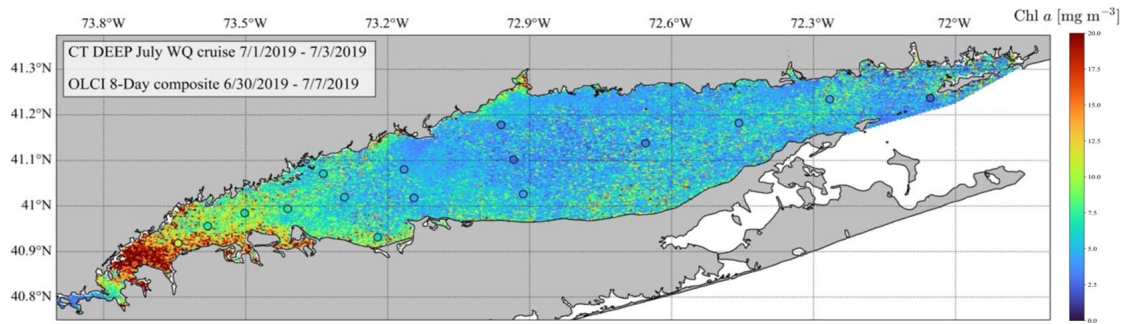 Chl a [mg m⁻³]
73.8°W 73.5°W 73.2°W 72.9°W 72.6°W 72.3°W 72°W
CT DEEP July WQ cruise 7/1/2019 - 7/3/2019
OLCI 8-Day composite 6/30/2019 - 7/7/2019
41.3°N
41.2°N
41.1°N
41°N
40.9°N
40.8°N
20.0
17.5
15.0
12.5
10.0
7.5
5.0
2.5
0.0